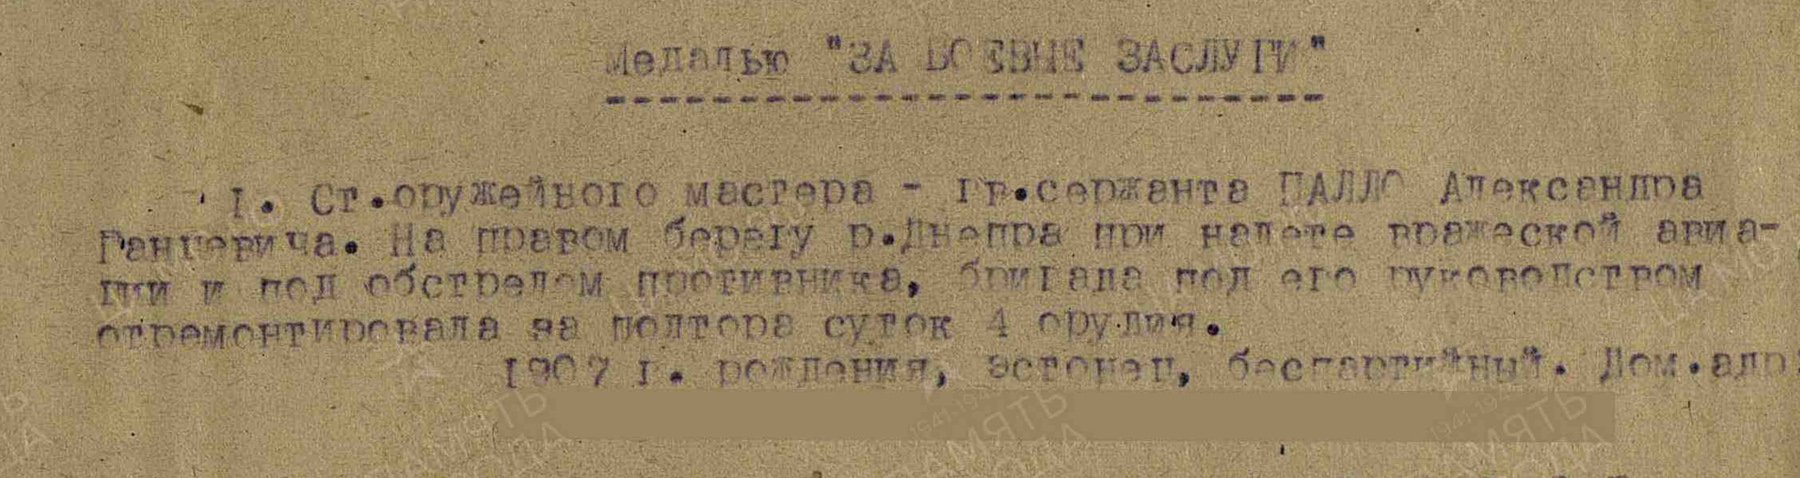 Медалью "ЗА БОЕВЫЕ ЗАСЛУГИ"
1. Ст.оружейного мастера - гв.сержанта ПАЛЛО Александра
На правом берегу р.Днепра при налете вражеской авиа-
ции и под обстрелом противника, бригада под его руководством
отремонтировала за полтора суток 4 орудия.
1907 г. рождения, эстонец, беспартийный. Дом.адр: